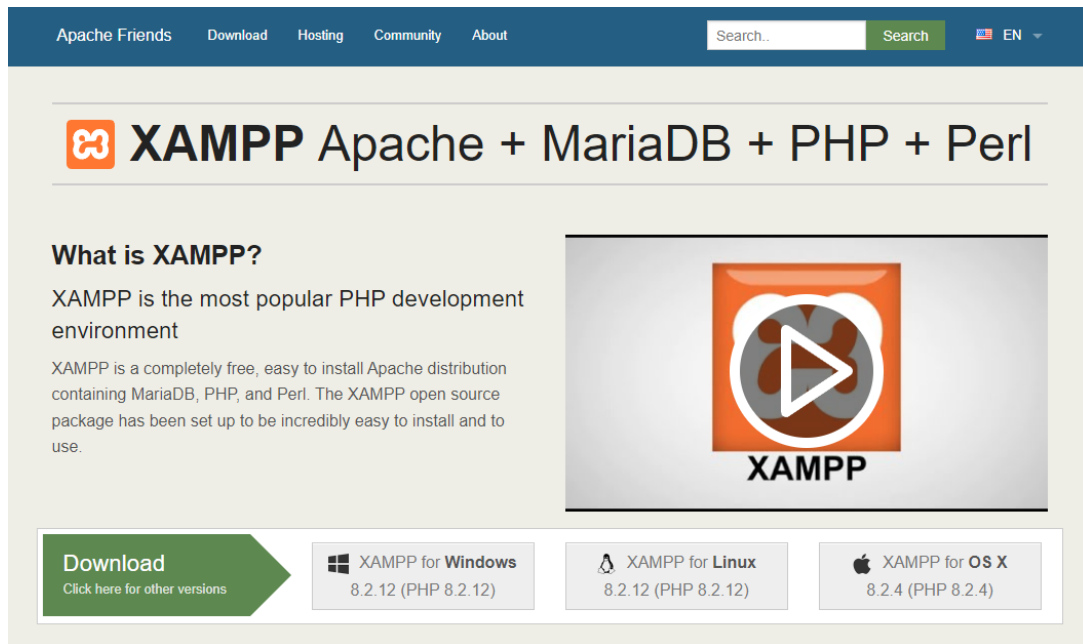 Apache Friends Download Hosting Community About Search.. Search EN
XAMPP Apache + MariaDB + PHP + Perl
What is XAMPP?
XAMPP is the most popular PHP development
environment
XAMPP is a completely free, easy to install Apache distribution
containing MariaDB, PHP, and Perl. The XAMPP open source
package has been set up to be incredibly easy to install and to
use.
XAMPP
Download
Click here for other versions
XAMPP for Windows
8.2.12 (PHP 8.2.12)
XAMPP for Linux
8.2.12 (PHP 8.2.12)
XAMPP for OS X
8.2.4 (PHP 8.2.4)